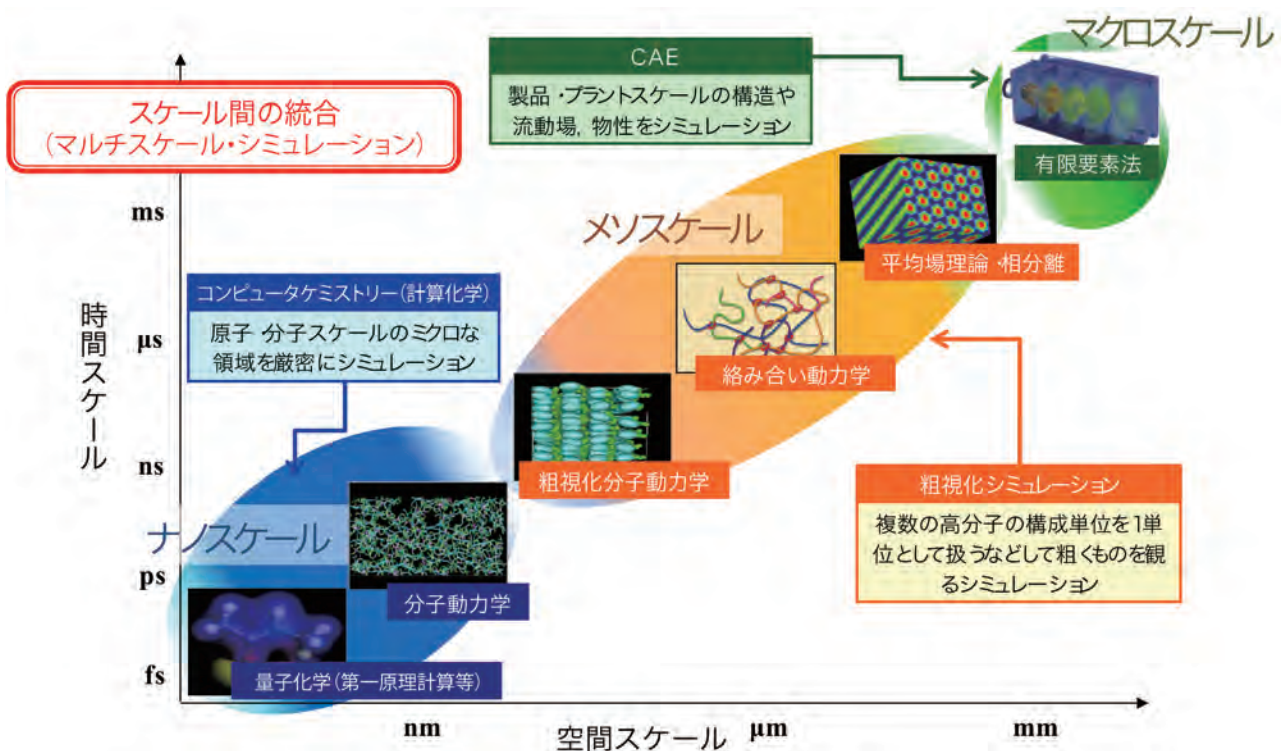 マクロスケール
CAE
製品・プラントスケールの構造や
流動場，物性をシミュレーション
有限要素法
スケール間の統合
（マルチスケール・シミュレーション）
ms
メソスケール
平均場理論・相分離
コンピュータケミストリー（計算化学）
原子・分子スケールのミクロな
領域を厳密にシミュレーション
時間スケール
μs
絡み合い動力学
ns
粗視化分子動力学
粗視化シミュレーション
複数の高分子の構成単位を1単
位として扱うなどして粗くものを観
るシミュレーション
ナノスケール
ps
分子動力学
fs
量子化学（第一原理計算等）
nm
空間スケール
μm
mm